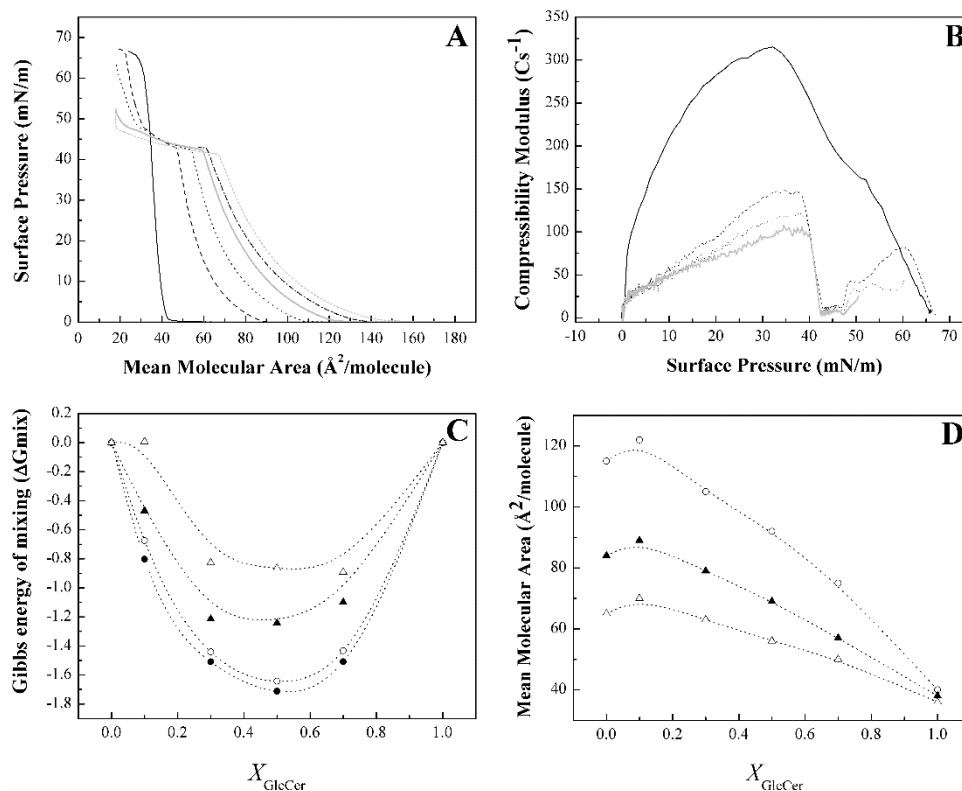 A
Surface Pressure (mN/m)
70
60
50
40
30
20
10
0
0 20 40 60 80 100 120 140 160 180
Mean Molecular Area (Å²/molecule)
B
Compressibility Modulus (Cs⁻¹)
350
300
250
200
150
100
50
0
-10 0 10 20 30 40 50 60 70
Surface Pressure (mN/m)
C
Gibbs energy of mixing (ΔGmix)
0.2
0.0
-0.2
-0.4
-0.6
-0.8
-1.0
-1.2
-1.4
-1.6
-1.8
0.0 0.2 0.4 0.6 0.8 1.0
X GlcCer
D
Mean Molecular Area (Å²/molecule)
120
100
80
60
40
0.0 0.2 0.4 0.6 0.8 1.0
X GlcCer